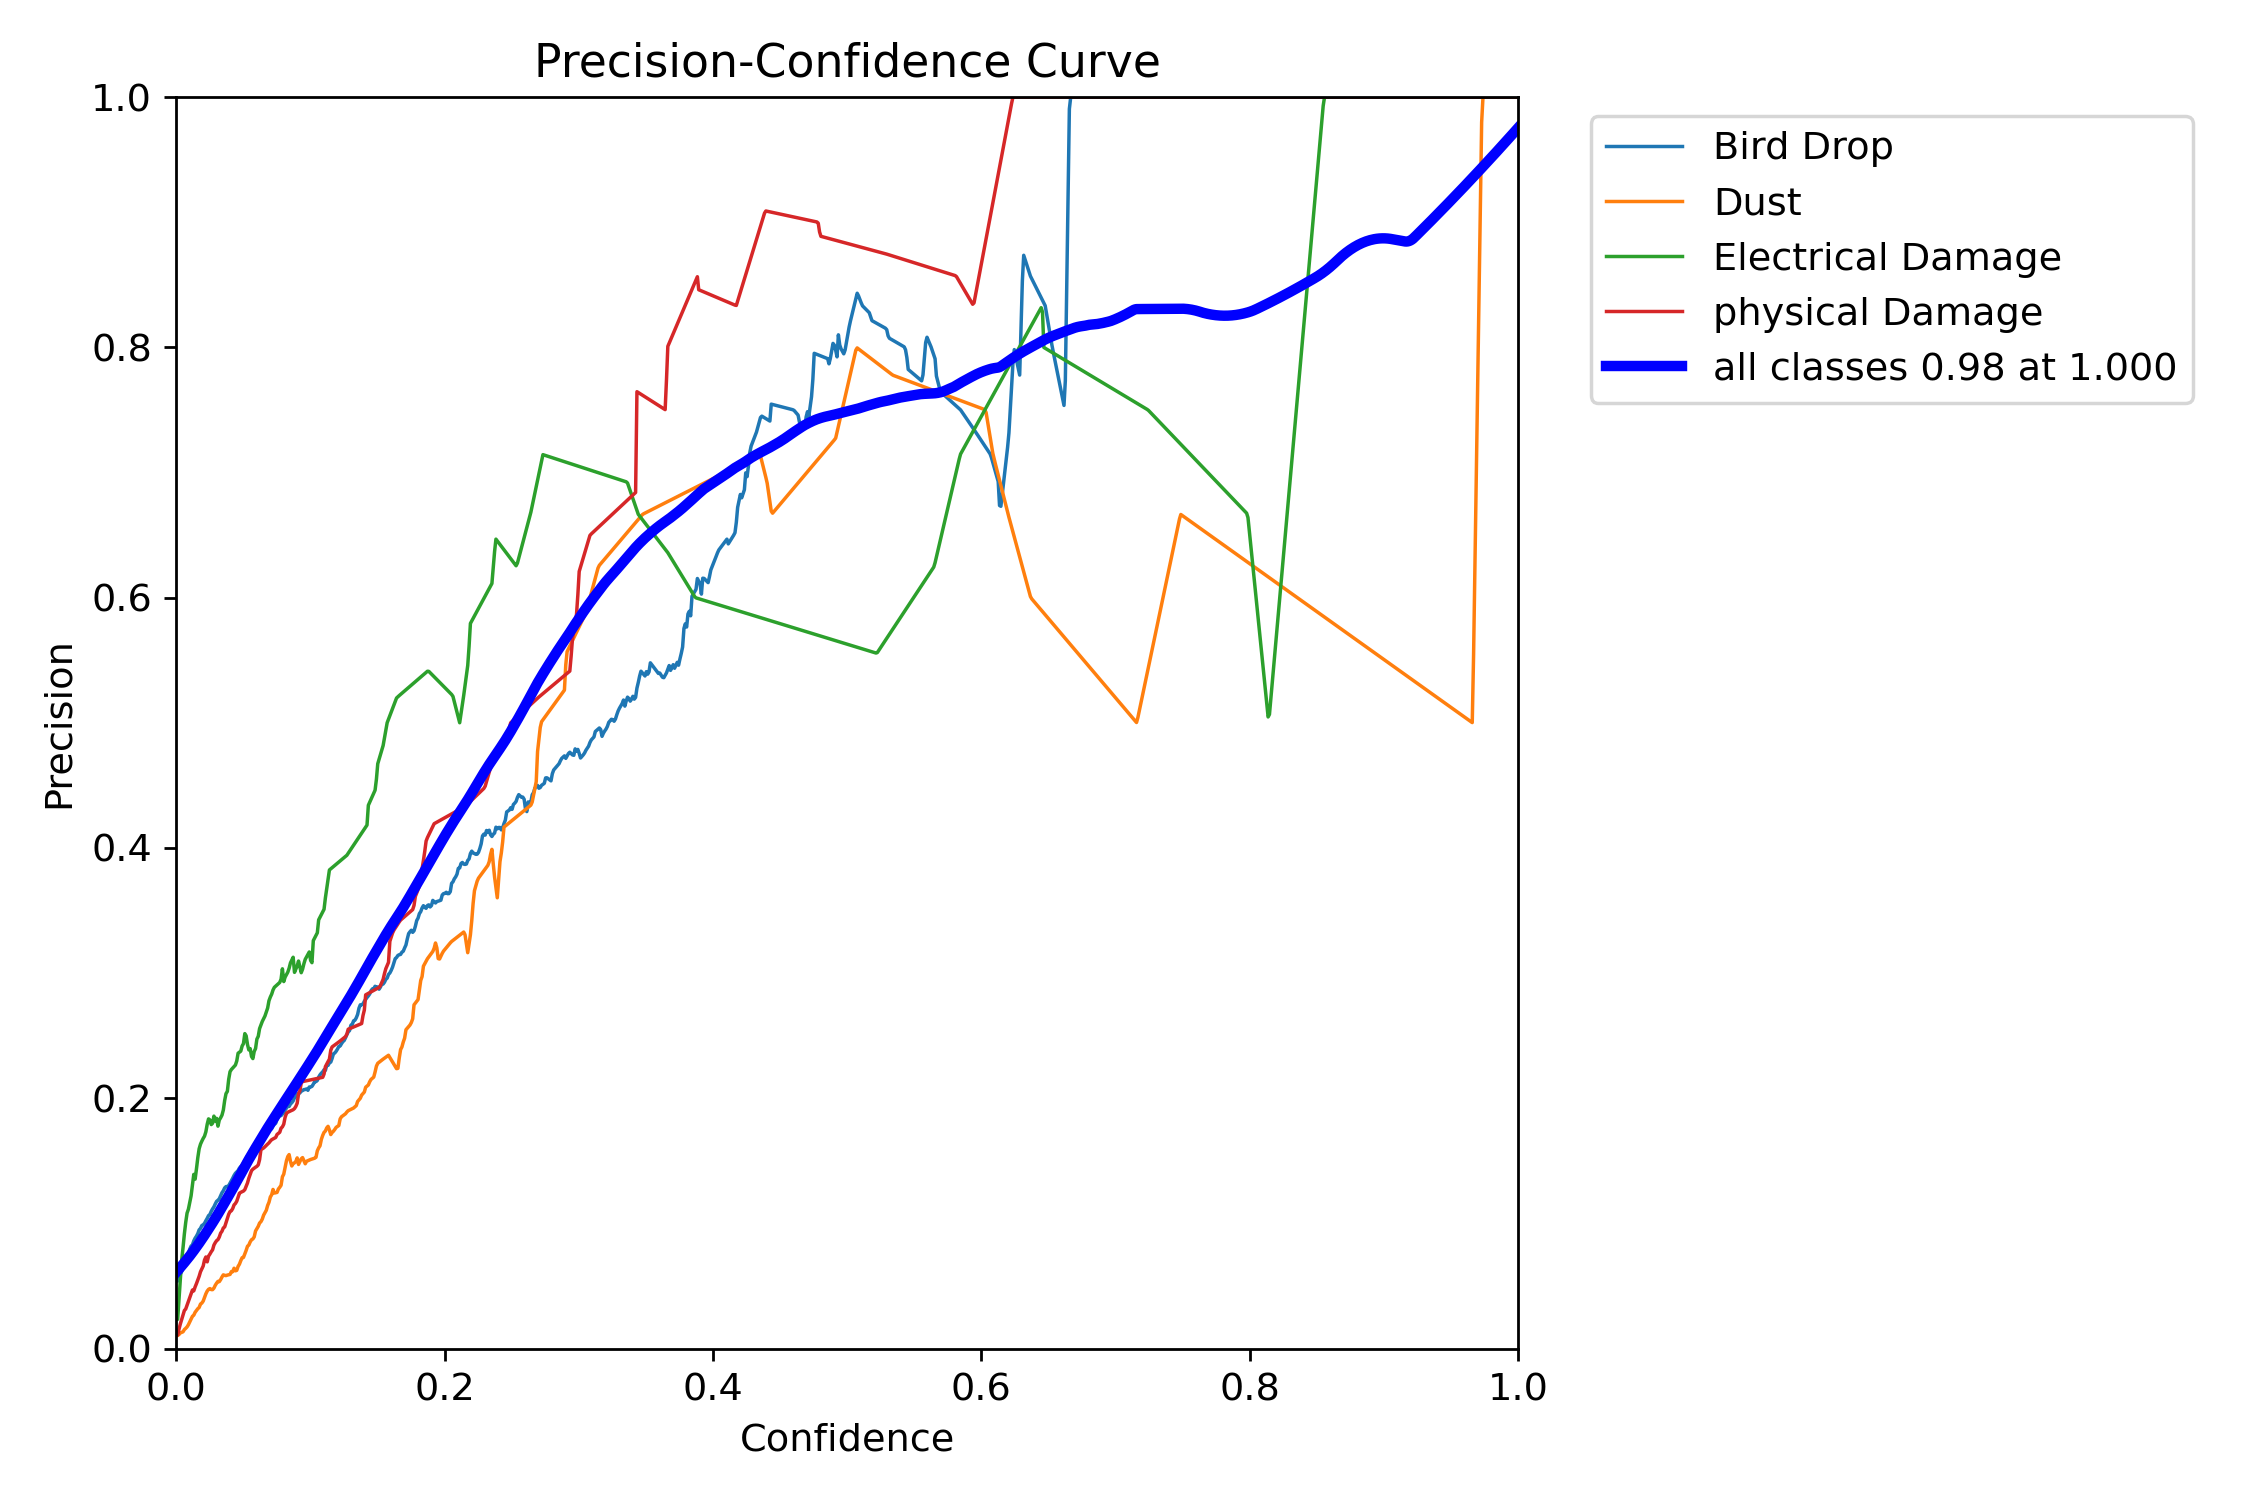 Precision-Confidence Curve
1.0
0.8
0.6
0.4
0.2
0.0
Precision
0.0 0.2 0.4 0.6 0.8 1.0
Confidence
Bird Drop
Dust
Electrical Damage
physical Damage
all classes 0.98 at 1.000